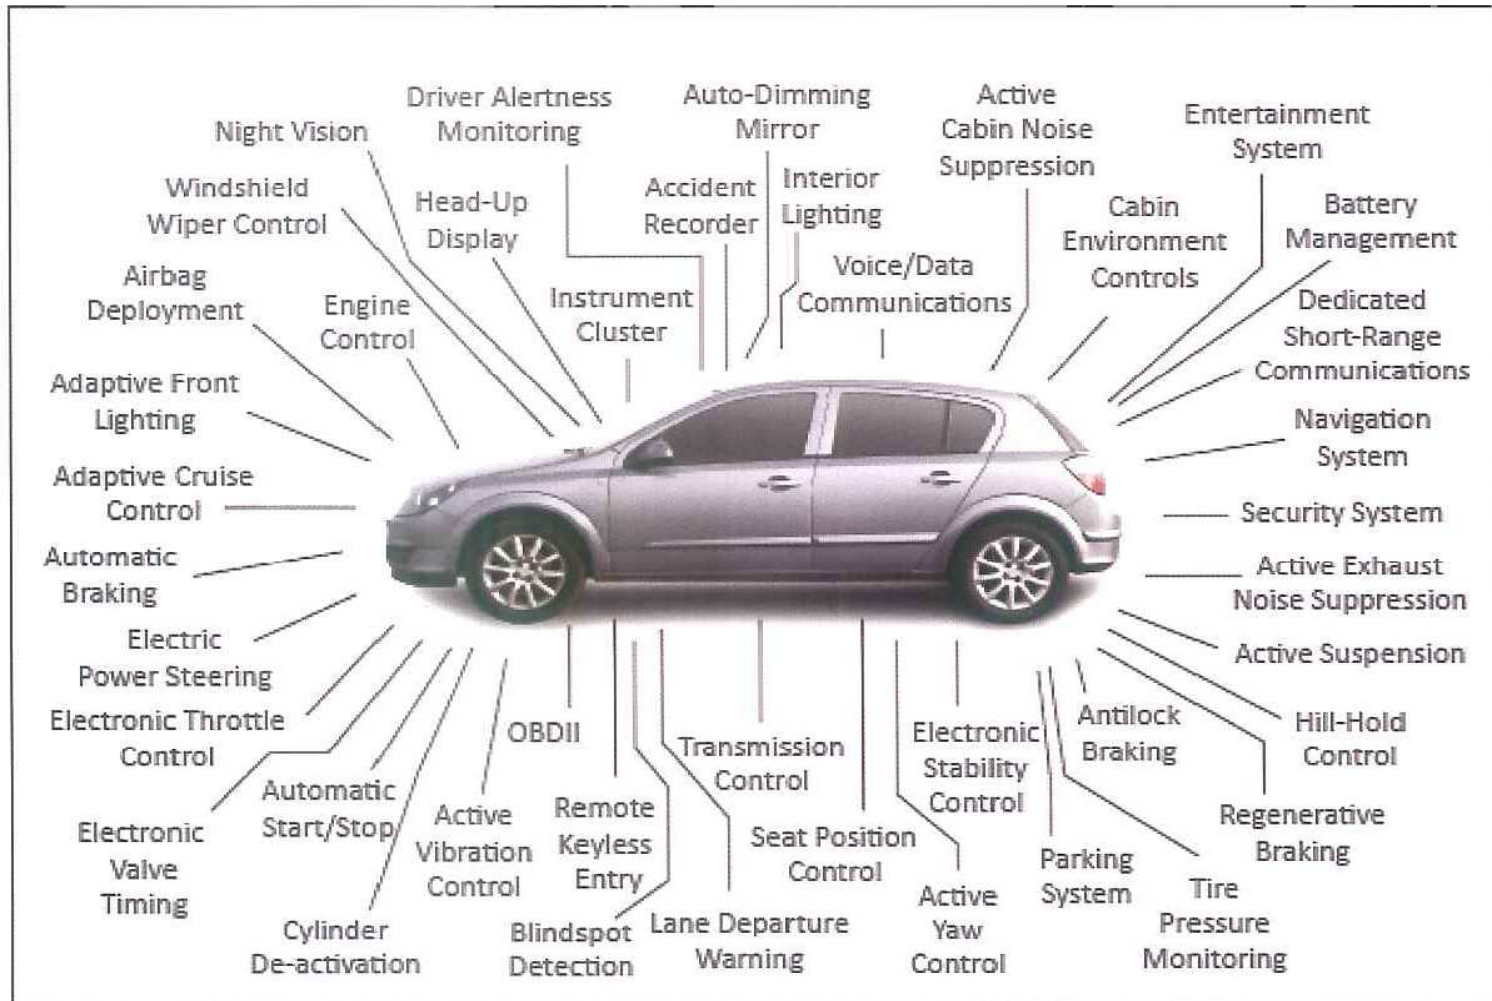 Driver Alertness
Monitoring
Auto-Dimming
Mirror
Active
Cabin Noise
Suppression
Entertainment
System
Night Vision
Windshield
Wiper Control
Head-Up
Display
Accident
Recorder
Interior
Lighting
Cabin
Environment
Controls
Battery
Management
Airbag
Deployment
Engine
Control
Instrument
Cluster
Voice/Data
Communications
Dedicated
Short-Range
Communications
Adaptive Front
Lighting
Navigation
System
Adaptive Cruise
Control
Security System
Automatic
Braking
Active Exhaust
Noise Suppression
Electric
Power Steering
Active Suspension
Electronic Throttle
Control
OBDII
Transmission
Control
Electronic
Stability
Control
Antilock
Braking
Hill-Hold
Control
Electronic
Valve
Timing
Automatic
Start/Stop
Active
Vibration
Control
Remote
Keyless
Entry
Seat Position
Control
Parking
System
Regenerative
Braking
Cylinder
De-activation
Blindspot
Detection
Lane Departure
Warning
Active
Yaw
Control
Tire
Pressure
Monitoring